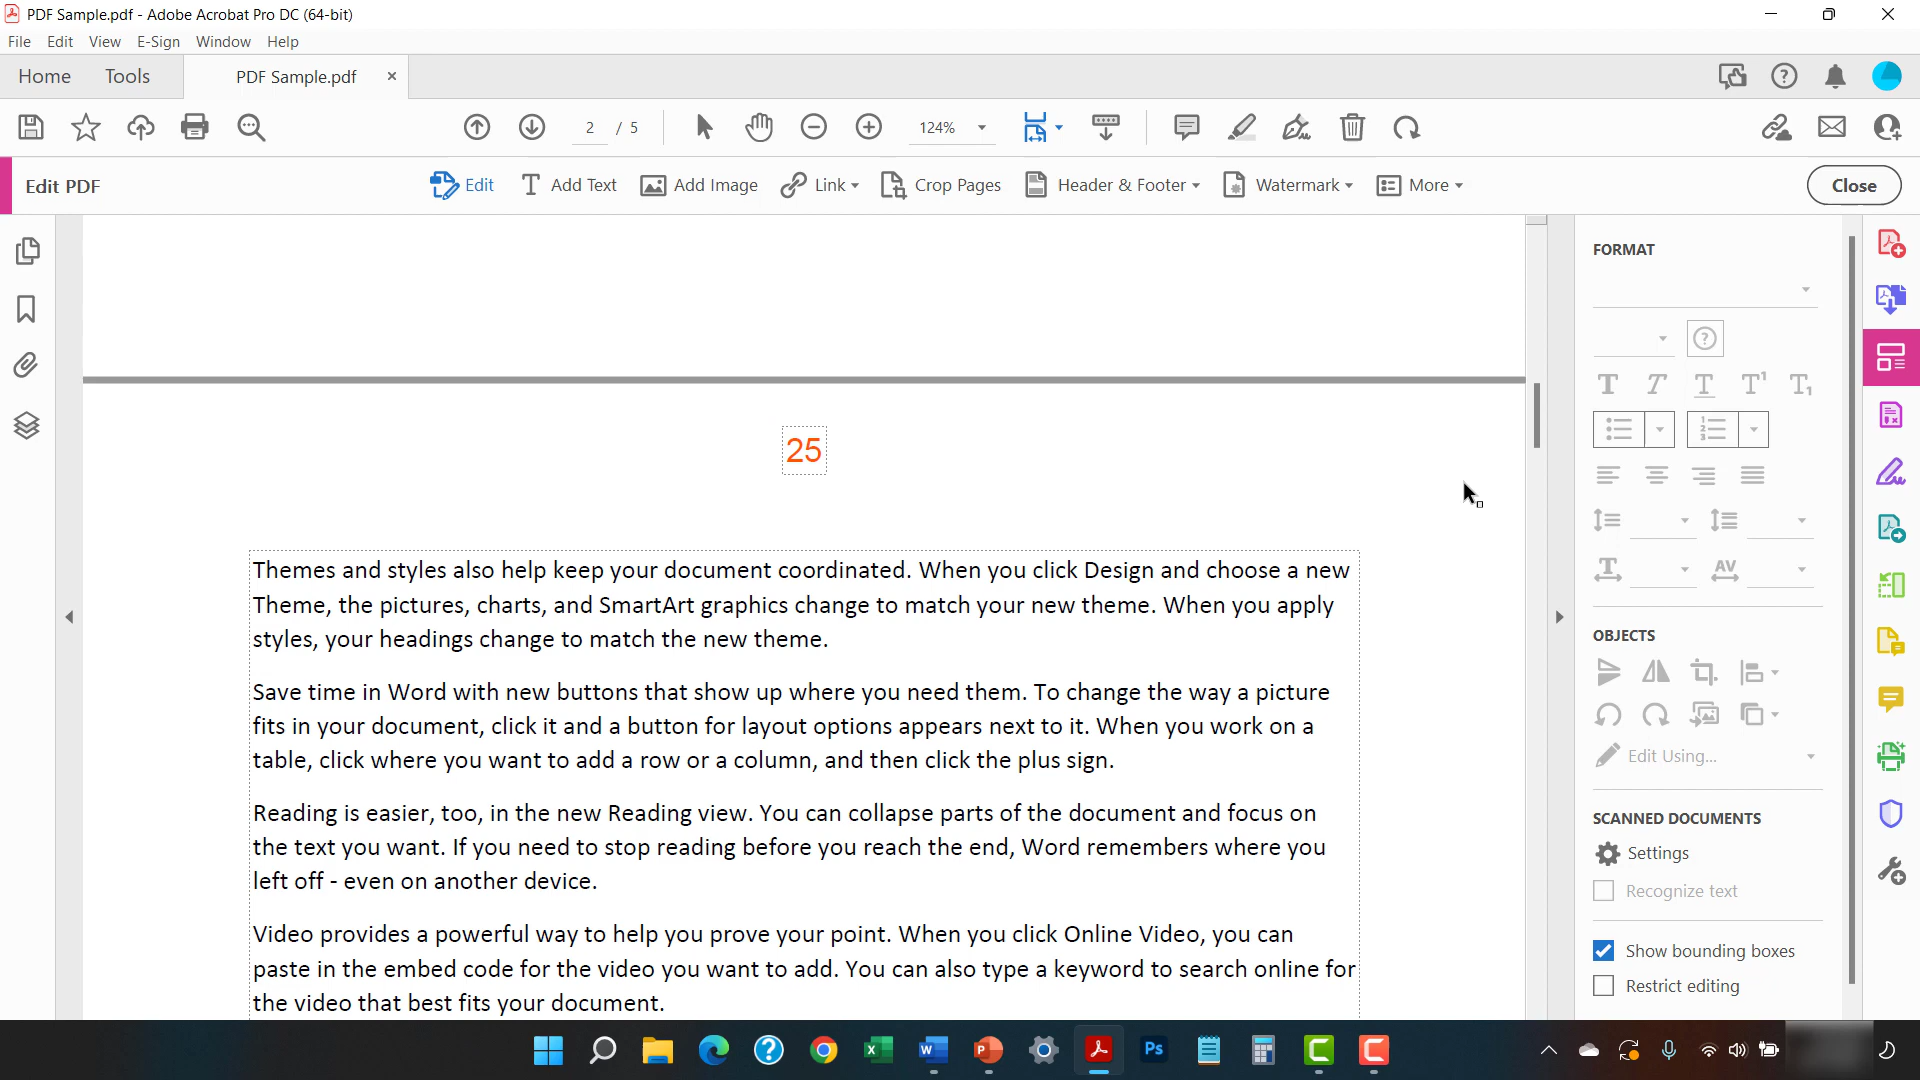 PDF Sample.pdf - Adobe Acrobat Pro DC (64-bit)
File Edit View E-Sign Window Help
Home Tools PDF Sample.pdf ×
2 / 5 124%
Edit PDF Edit Add Text Add Image Link Crop Pages Header & Footer Watermark More Close
FORMAT
25
Themes and styles also help keep your document coordinated. When you click Design and choose a new
Theme, the pictures, charts, and SmartArt graphics change to match your new theme. When you apply
styles, your headings change to match the new theme.
Save time in Word with new buttons that show up where you need them. To change the way a picture
fits in your document, click it and a button for layout options appears next to it. When you work on a
table, click where you want to add a row or a column, and then click the plus sign.
Reading is easier, too, in the new Reading view. You can collapse parts of the document and focus on
the text you want. If you need to stop reading before you reach the end, Word remembers where you
left off - even on another device.
Video provides a powerful way to help you prove your point. When you click Online Video, you can
paste in the embed code for the video you want to add. You can also type a keyword to search online for
the video that best fits your document.
OBJECTS
Edit Using...
SCANNED DOCUMENTS
Settings
Recognize text
Show bounding boxes
Restrict editing